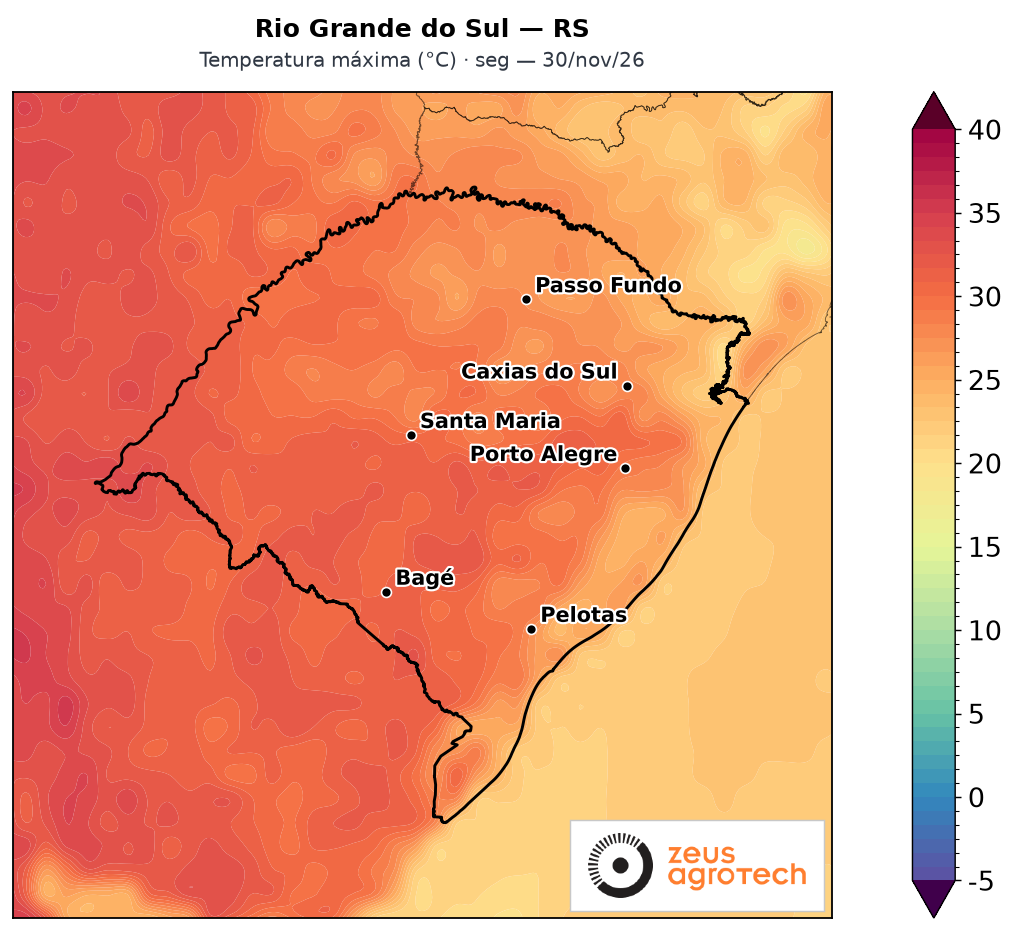 Rio Grande do Sul — RS
Temperatura máxima (°C) · seg — 30/nov/26
Passo Fundo
Caxias do Sul
Santa Maria
Porto Alegre
Bagé
Pelotas
40
35
30
25
20
15
10
5
0
-5
zeus
agrotech